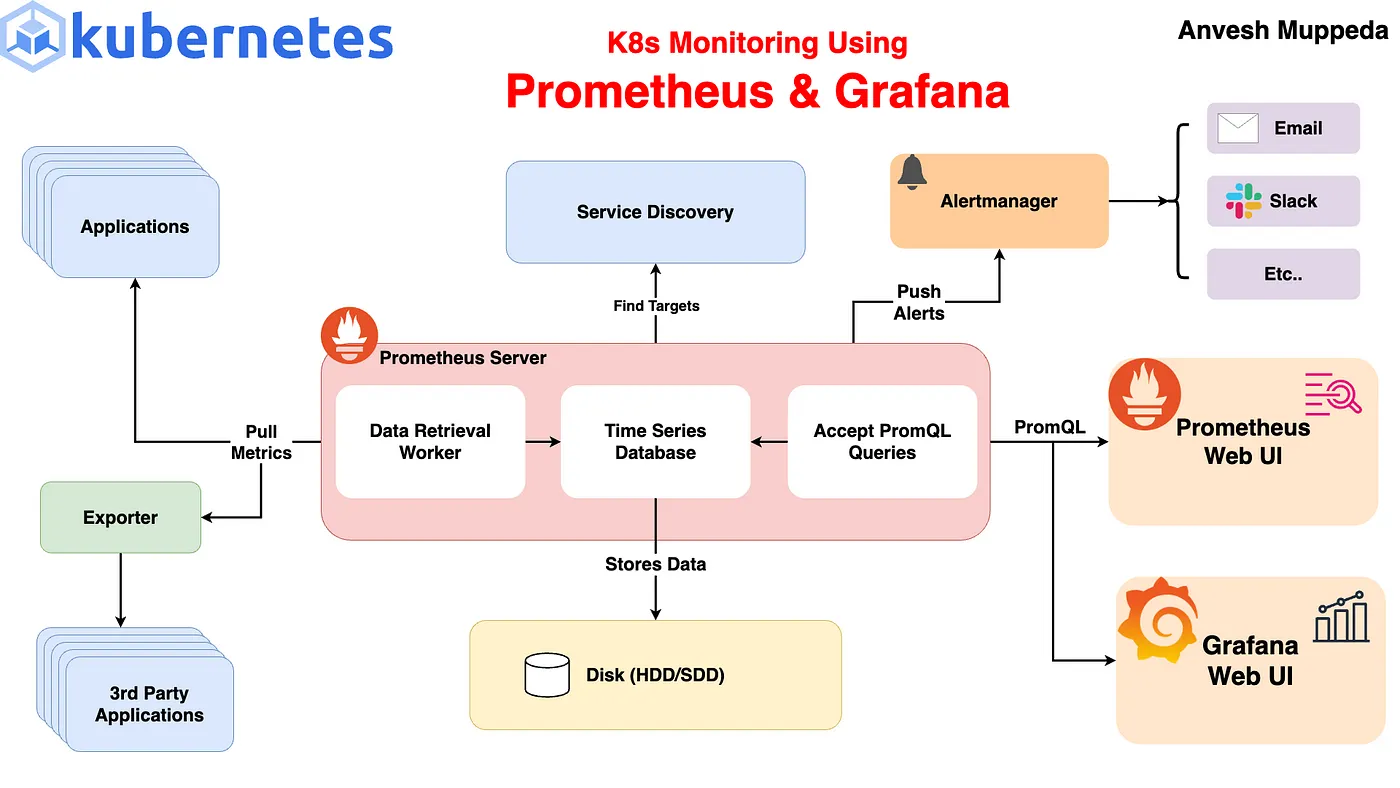 kubernetes
K8s Monitoring Using
Prometheus & Grafana
Anvesh Muppeda
Email
Slack
Etc..
Applications
Service Discovery
Alertmanager
Find Targets
Push
Alerts
Prometheus Server
Data Retrieval
Worker
Time Series
Database
Accept PromQL
Queries
Pull
Metrics
PromQL
Prometheus
Web UI
Exporter
Stores Data
Disk (HDD/SDD)
Grafana
Web UI
3rd Party
Applications